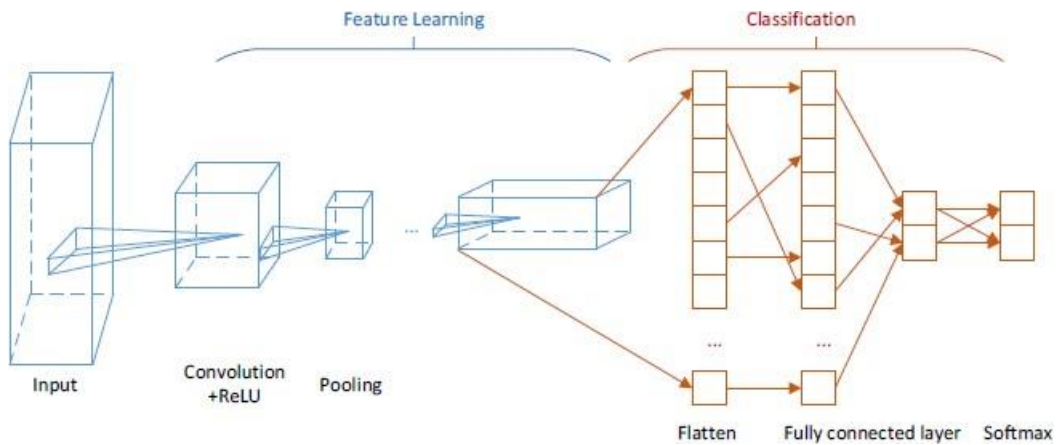 Feature Learning
Classification
...
...
...
Input
Convolution
+ReLU
Pooling
Flatten
Fully connected layer
Softmax